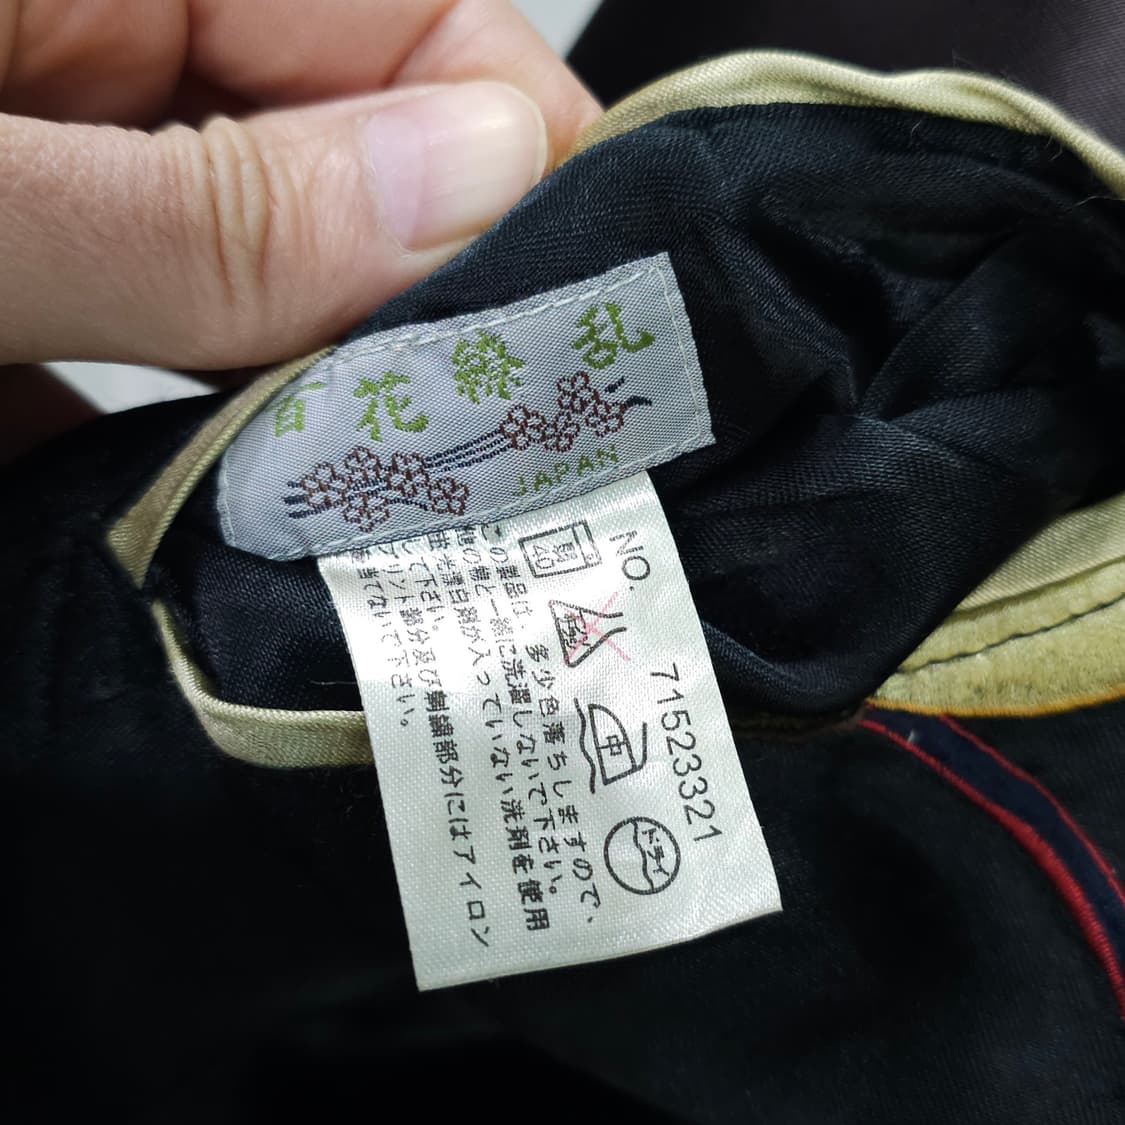 百花繚乱
JAPAN
NO. 71523321
弱
40
中
ドライ
この製品は、多少色落ちしますので、
他の物と一緒に洗濯しないで下さい。
蛍光増白剤が入っていない洗剤を使用
して下さい。
プリント部分及び刺繍部分にはアイロン
を当てないで下さい。